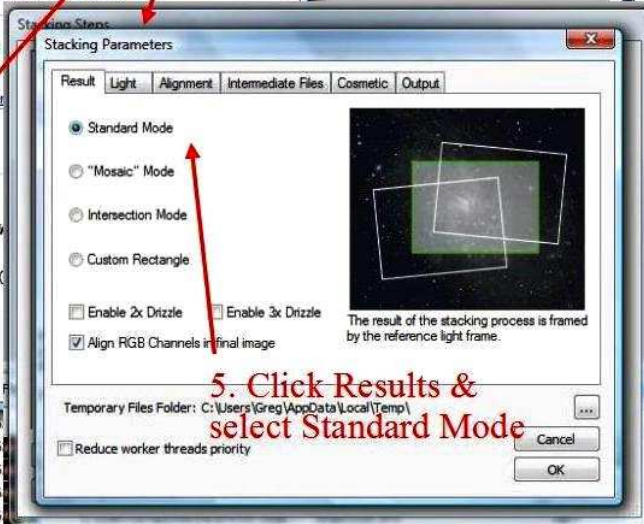 Stacking Steps
Stacking Parameters
Result Light Alignment Intermediate Files Cosmetic Output
Standard Mode
"Mosaic" Mode
Intersection Mode
Custom Rectangle
Enable 2x Drizzle Enable 3x Drizzle
Align RGB Channels in final image
The result of the stacking process is framed
by the reference light frame.
5. Click Results &
select Standard Mode
Temporary Files Folder: C:\Users\Greg\AppData\Local\Temp\
...
Reduce worker threads priority
Cancel
OK